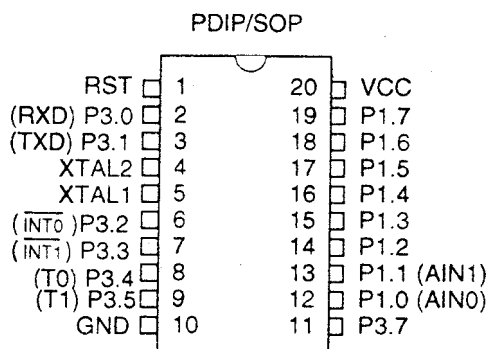 PDIP/SOP
RST 1 20 VCC
(RXD) P3.0 2 19 P1.7
(TXD) P3.1 3 18 P1.6
XTAL2 4 17 P1.5
XTAL1 5 16 P1.4
(INT0) P3.2 6 15 P1.3
(INT1) P3.3 7 14 P1.2
(T0) P3.4 8 13 P1.1 (AIN1)
(T1) P3.5 9 12 P1.0 (AIN0)
GND 10 11 P3.7